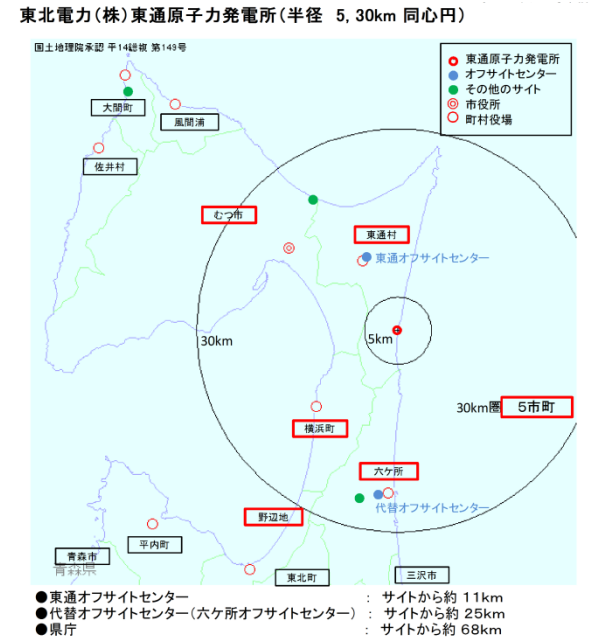 東北電力(株)東通原子力発電所(半径 5, 30km 同心円)
国土地理院承認 平14総複 第149号
東通原子力発電所
オフサイトセンター
その他のサイト
市役所
町村役場
大間町
風間浦
佐井村
むつ市
東通村
東通オフサイトセンター
30km
5km
30km圏 5市町
横浜町
六ケ所
代替オフサイトセンター
野辺地
平内町
青森市
青森県
東北町
三沢市
●東通オフサイトセンター : サイトから約 11km
●代替オフサイトセンター(六ケ所オフサイトセンター) : サイトから約 25km
●県庁 : サイトから約 68km